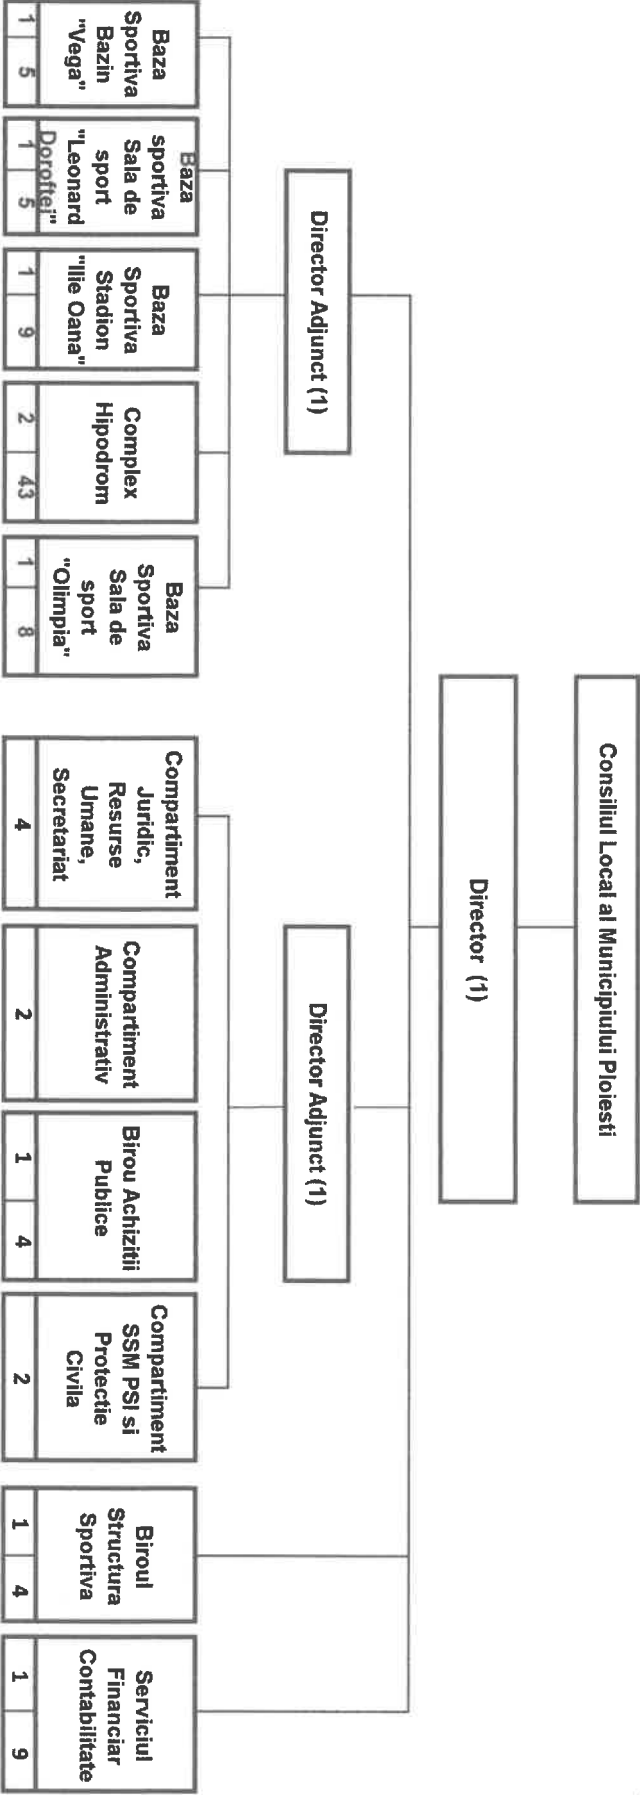 Consiliul Local al Municipiului Ploiesti
Director (1)
Director Adjunct (1)
Director Adjunct (1)
Baza
Sportiva
Bazin
"Vega"
1 5
Baza
sportiva
Sala de
sport
"Leonard
Doroftei"
1 5
Baza
Sportiva
Stadion
"Ilie Oana"
1 9
Complex
Hipodrom
2 43
Baza
Sportiva
Sala de
sport
"Olimpia"
1 8
Compartiment
Juridic,
Resurse
Umane,
Secretariat
4
Compartiment
Administrativ
2
Birou Achizitii
Publice
1 4
Compartiment
SSM PSI si
Protectie
Civila
2
Biroul
Structura
Sportiva
1 4
Serviciul
Financiar
Contabilitate
1 9